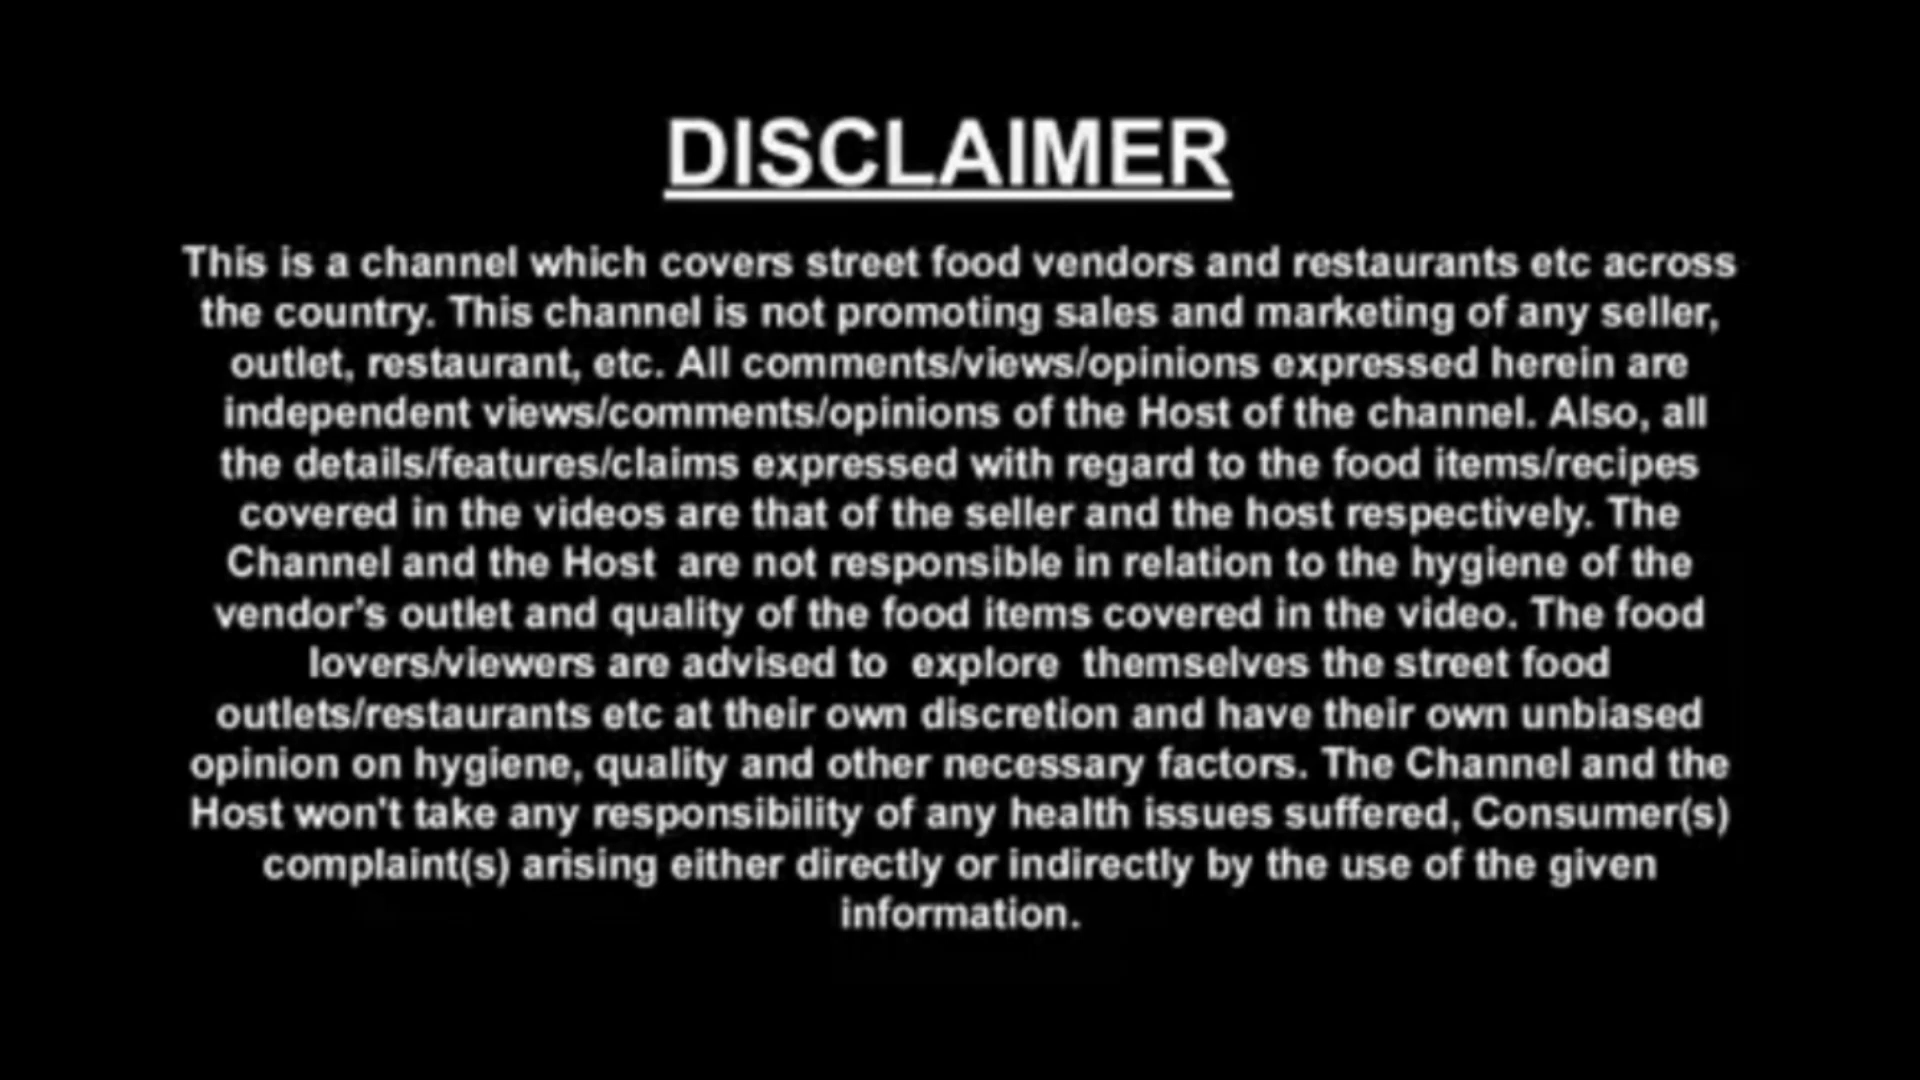 DISCLAIMER
This is a channel which covers street food vendors and restaurants etc across
the country. This channel is not promoting sales and marketing of any seller,
outlet, restaurant, etc. All comments/views/opinions expressed herein are
independent views/comments/opinions of the Host of the channel. Also, all
the details/features/claims expressed with regard to the food items/recipes
covered in the videos are that of the seller and the host respectively. The
Channel and the Host  are not responsible in relation to the hygiene of the
vendor's outlet and quality of the food items covered in the video. The food
lovers/viewers are advised to  explore  themselves the street food
outlets/restaurants etc at their own discretion and have their own unbiased
opinion on hygiene, quality and other necessary factors. The Channel and the
Host won't take any responsibility of any health issues suffered, Consumer(s)
complaint(s) arising either directly or indirectly by the use of the given
information.